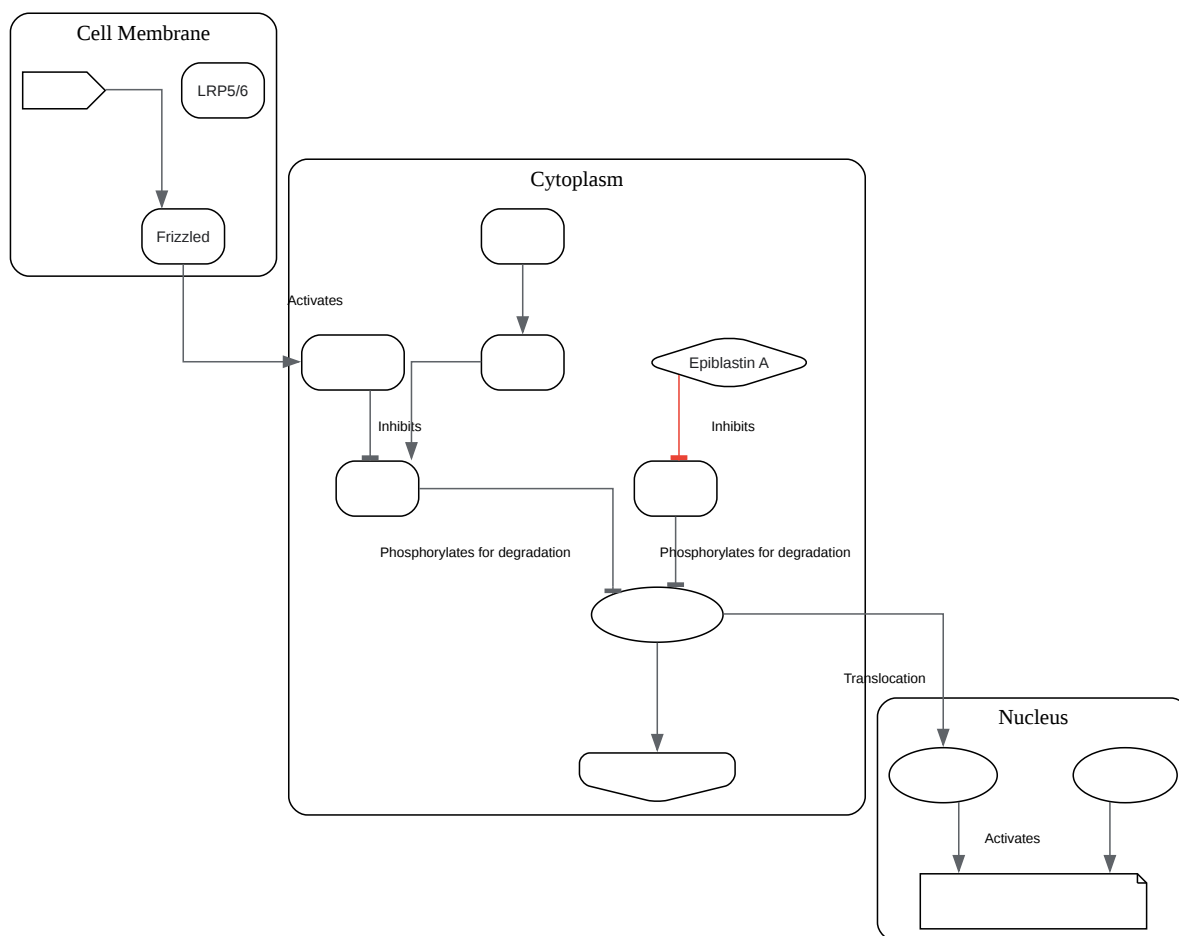 Cell Membrane
LRP5/6
Frizzled
Cytoplasm
Activates
Epiblastin A
Inhibits
Inhibits
Phosphorylates for degradation
Phosphorylates for degradation
Translocation
Nucleus
Activates